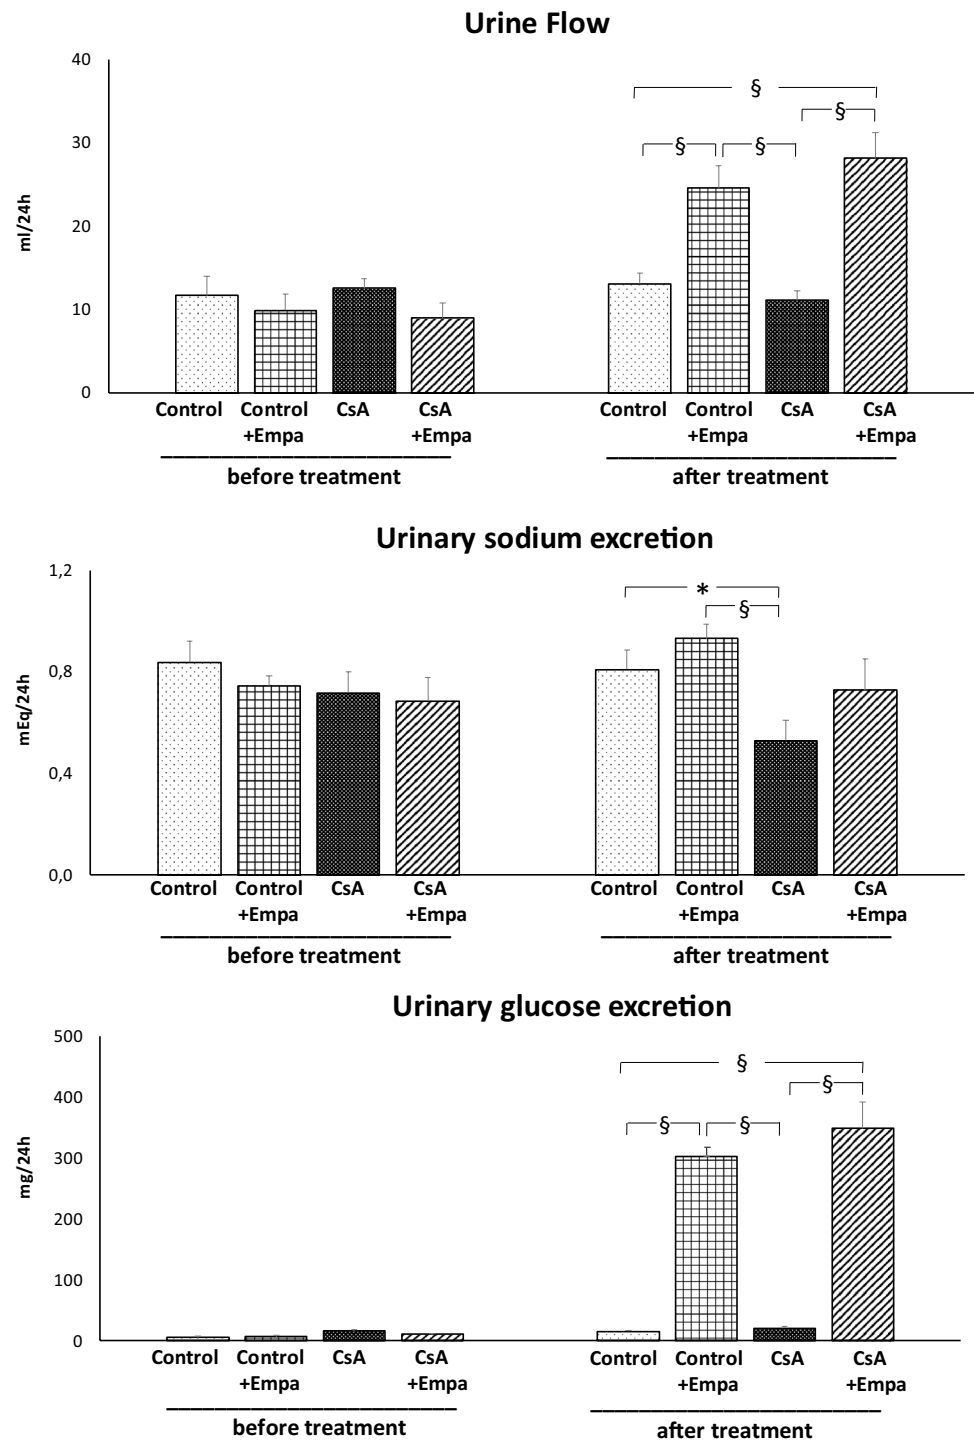 Urine Flow
40
§
§
§ §
30
20
ml/24h
10
0
Control Control CsA CsA
+Empa +Empa
before treatment
Control Control CsA CsA
+Empa +Empa
after treatment
Urinary sodium excretion
1,2
*
§
0,8
mEq/24h
0,4
0,0
Control Control CsA CsA
+Empa +Empa
before treatment
Control Control CsA CsA
+Empa +Empa
after treatment
Urinary glucose excretion
500
§
§
400
§ §
300
mg/24h
200
100
0
Control Control CsA CsA
+Empa +Empa
before treatment
Control Control CsA CsA
+Empa +Empa
after treatment